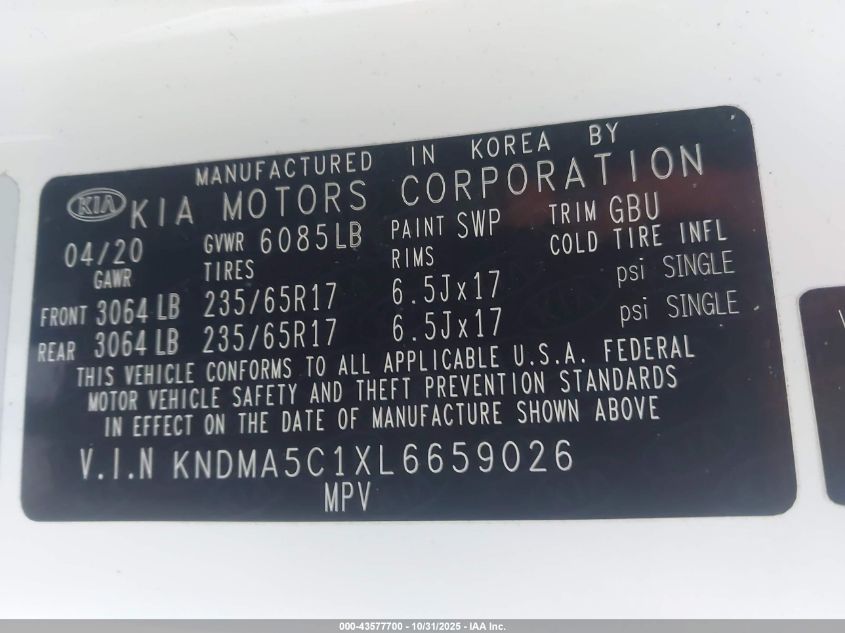 MANUFACTURED IN KOREA BY
KIA KIA MOTORS CORPORATION
04/20 GVWR 6085LB PAINT SWP TRIM GBU
GAWR TIRES RIMS COLD TIRE INFL
FRONT 3064 LB 235/65R17 6.5Jx17 psi SINGLE
REAR 3064 LB 235/65R17 6.5Jx17 psi SINGLE
THIS VEHICLE CONFORMS TO ALL APPLICABLE U.S.A. FEDERAL
MOTOR VEHICLE SAFETY AND THEFT PREVENTION STANDARDS
IN EFFECT ON THE DATE OF MANUFACTURE SHOWN ABOVE
V.I.N KNDMA5C1XL6659026
MPV
000-43577700 - 10/31/2025 - IAA Inc.